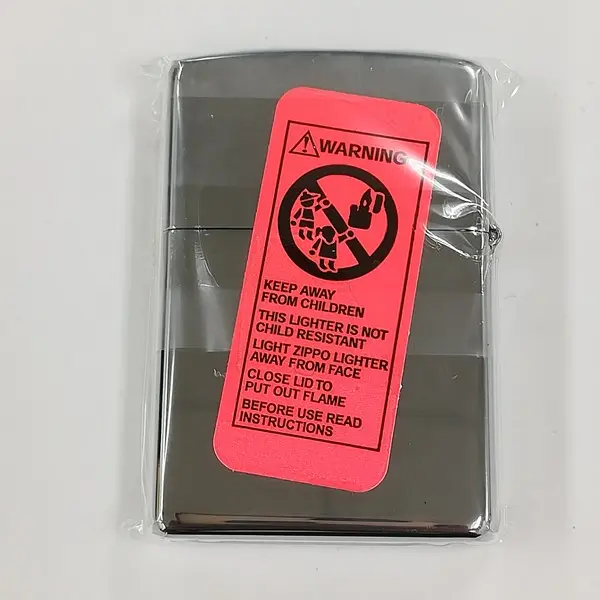 WARNING
KEEP AWAY
FROM CHILDREN
THIS LIGHTER IS NOT
CHILD RESISTANT
LIGHT ZIPPO LIGHTER
AWAY FROM FACE
CLOSE LID TO
PUT OUT FLAME
BEFORE USE READ
INSTRUCTIONS